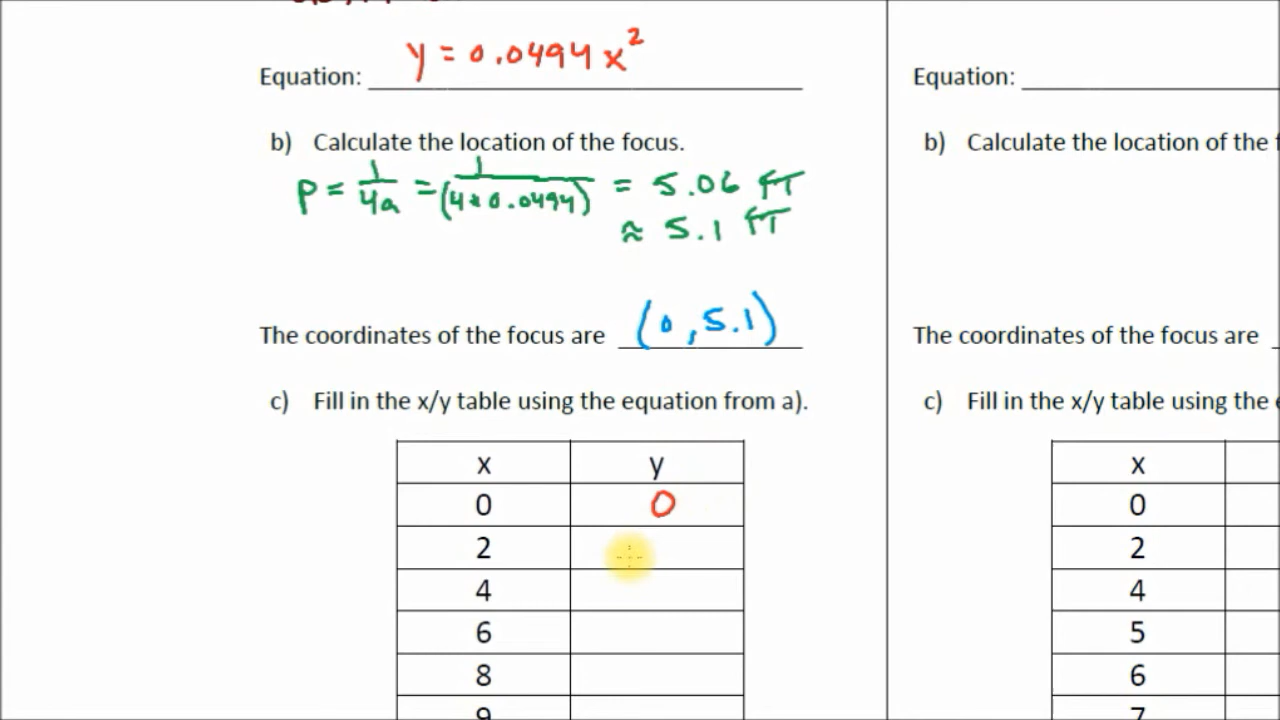 y = 0.0494 x²
Equation:
b) Calculate the location of the focus.
p = 1/4a = 1/(4*0.0494) = 5.06 FT
≈ 5.1 FT
The coordinates of the focus are (0, 5.1)
c) Fill in the x/y table using the equation from a).
x y
0 0
2
4
6
8
9
Equation:
b) Calculate the location of the
The coordinates of the focus are
c) Fill in the x/y table using the
x
0
2
4
5
6
7